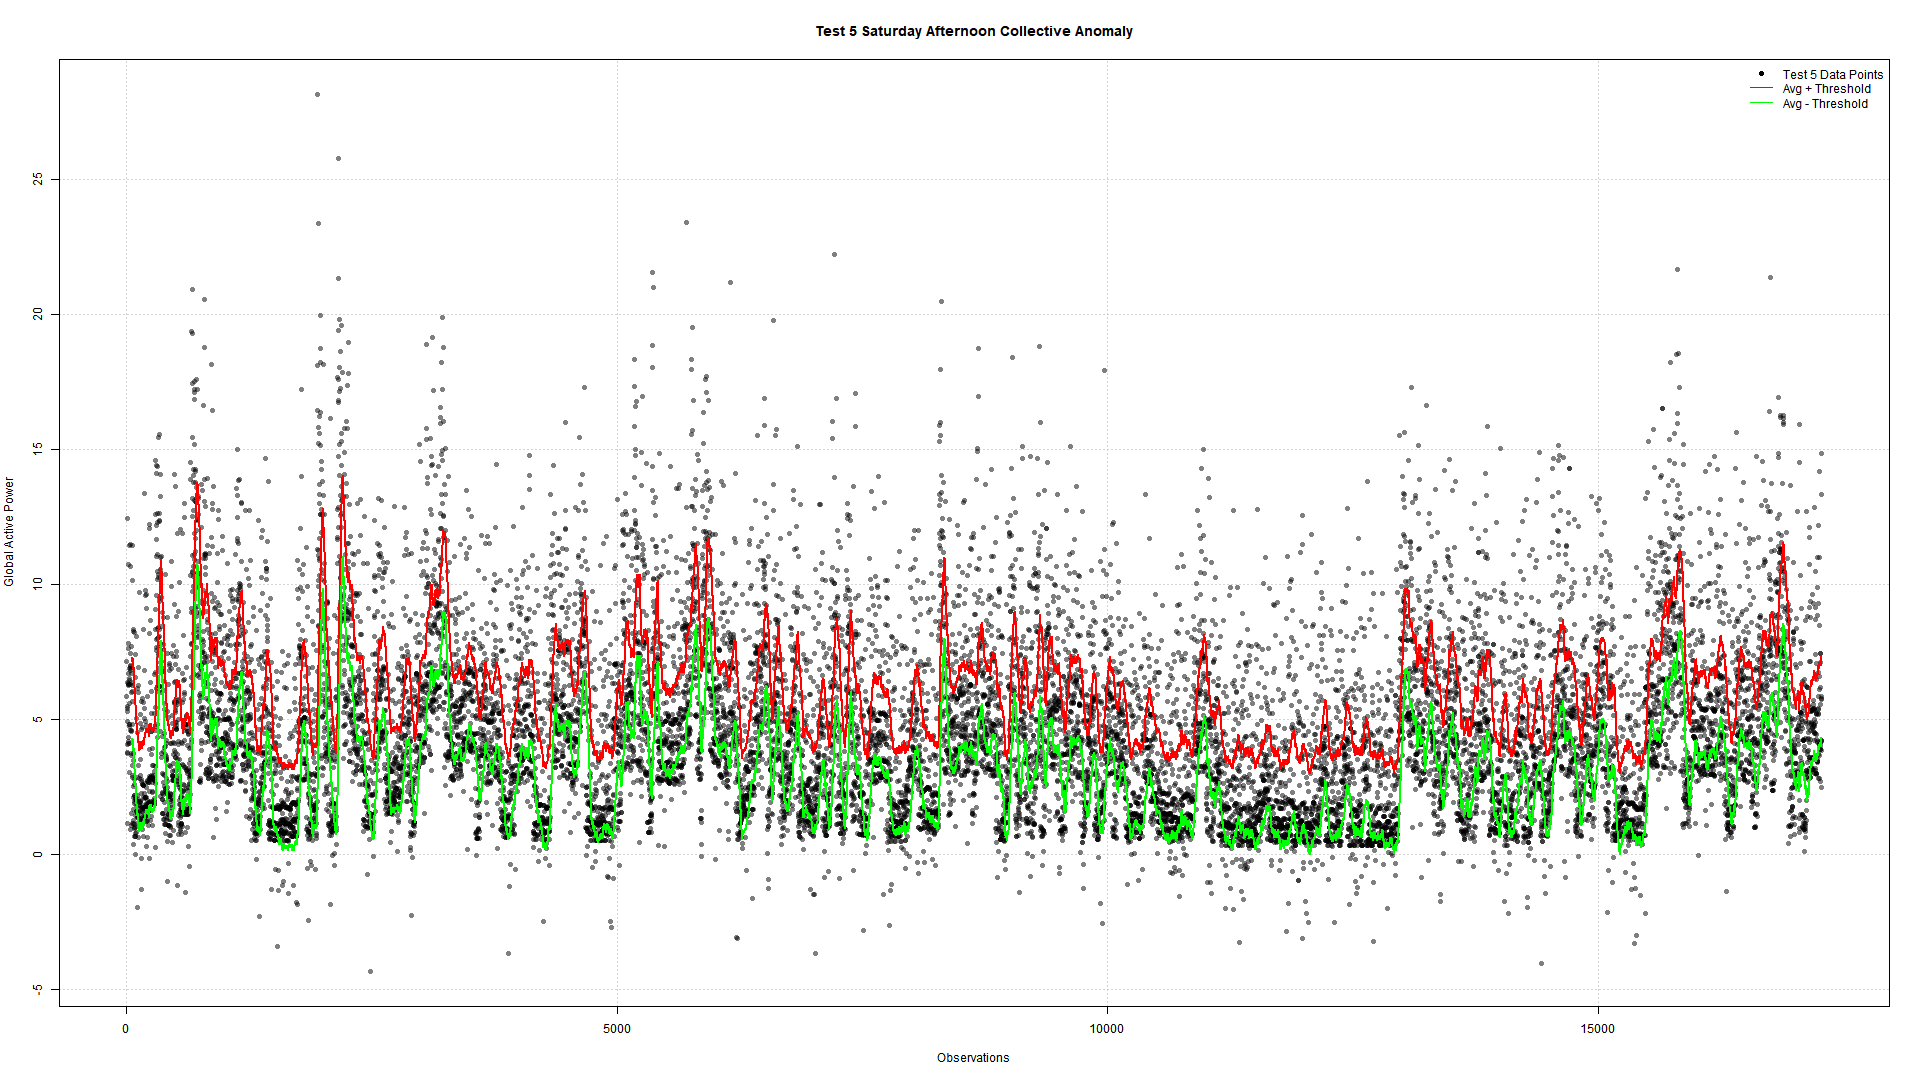 Test 5 Saturday Afternoon Collective Anomaly
Test 5 Data Points
Avg + Threshold
Avg - Threshold
Global Active Power
25
20
15
10
5
0
-5
0
5000
10000
15000
Observations